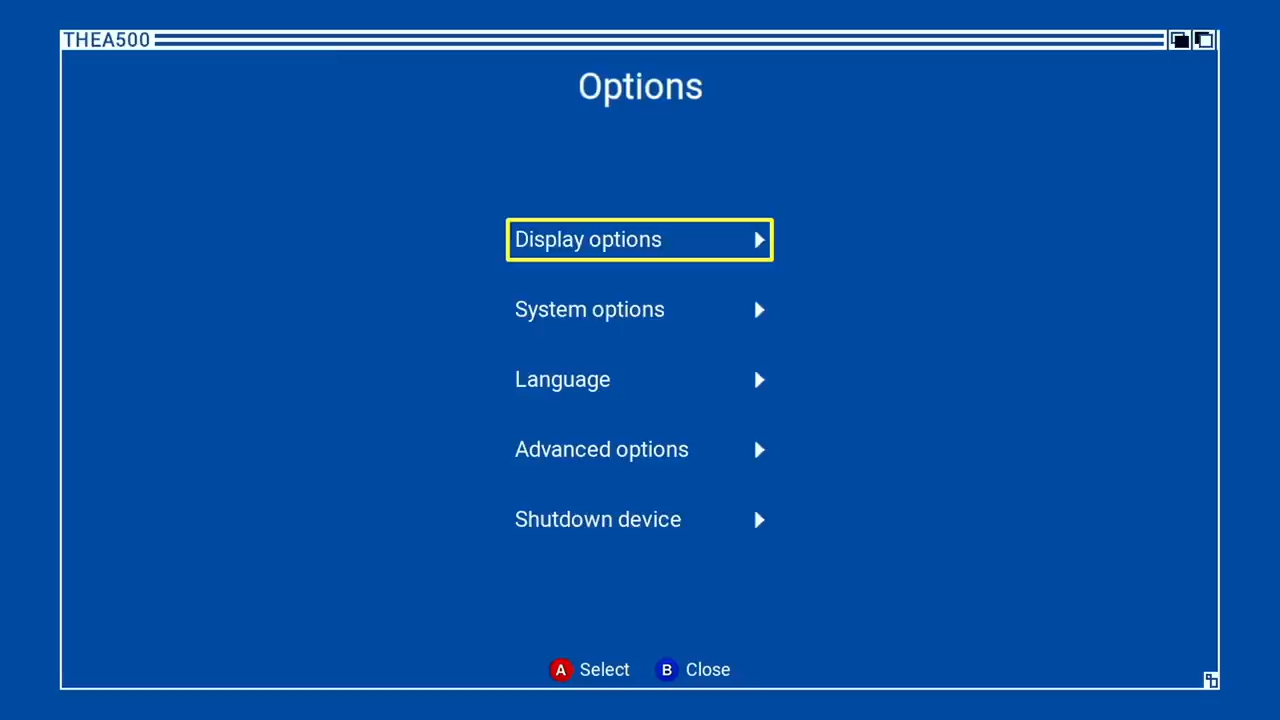 THEA500
Options
Display options
System options
Language
Advanced options
Shutdown device
A Select B Close